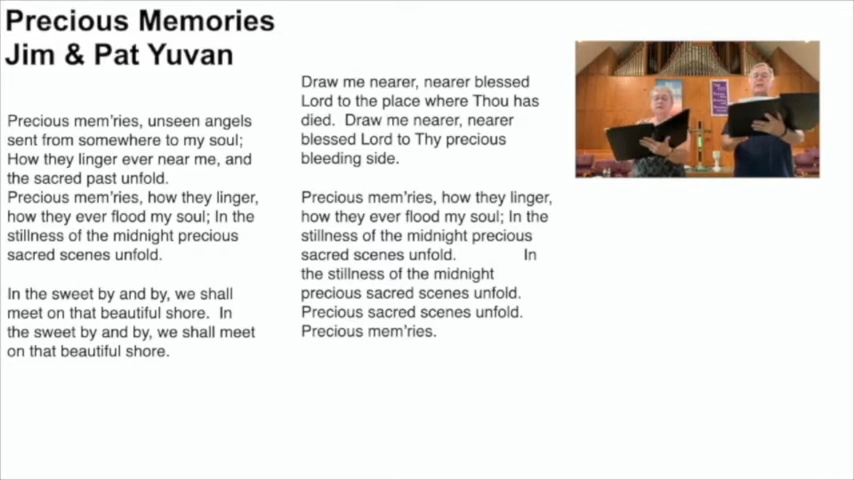 Precious Memories
Jim & Pat Yuvan
Precious mem'ries, unseen angels
sent from somewhere to my soul;
How they linger ever near me, and
the sacred past unfold.
Precious mem'ries, how they linger,
how they ever flood my soul; In the
stillness of the midnight precious
sacred scenes unfold.
In the sweet by and by, we shall
meet on that beautiful shore.  In
the sweet by and by, we shall meet
on that beautiful shore.
Draw me nearer, nearer blessed
Lord to the place where Thou has
died.  Draw me nearer, nearer
blessed Lord to Thy precious
bleeding side.
Precious mem'ries, how they linger,
how they ever flood my soul; In the
stillness of the midnight precious
sacred scenes unfold. In
the stillness of the midnight
precious sacred scenes unfold.
Precious sacred scenes unfold.
Precious mem'ries.